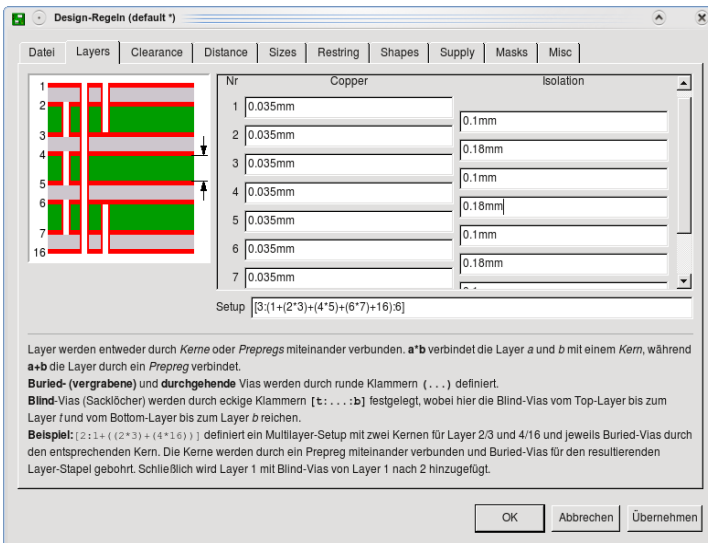 Design-Regeln (default *)
Datei Layers Clearance Distance Sizes Restring Shapes Supply Masks Misc
Nr Copper Isolation
1
2
3
4
5
6
7
16
1 0.035mm
0.1mm
2 0.035mm
0.18mm
3 0.035mm
0.1mm
4 0.035mm
0.18mm
5 0.035mm
0.1mm
6 0.035mm
0.18mm
7 0.035mm
Setup [3:(1+(2*3)+(4*5)+(6*7)+16):6]
Layer werden entweder durch Kerne oder Prepregs miteinander verbunden. a*b verbindet die Layer a und b mit einem Kern, während
a+b die Layer durch ein Prepreg verbindet.
Buried- (vergrabene) und durchgehende Vias werden durch runde Klammern (...) definiert.
Blind-Vias (Sacklöcher) werden durch eckige Klammern [t:...:b] festgelegt, wobei hier die Blind-Vias vom Top-Layer bis zum
Layer t und vom Bottom-Layer bis zum Layer b reichen.
Beispiel: [2:1+((2*3)+(4*16))] definiert ein Multilayer-Setup mit zwei Kernen für Layer 2/3 und 4/16 und jeweils Buried-Vias durch
den entsprechenden Kern. Die Kerne werden durch ein Prepreg miteinander verbunden und Buried-Vias für den resultierenden
Layer-Stapel gebohrt. Schließlich wird Layer 1 mit Blind-Vias von Layer 1 nach 2 hinzugefügt.
OK Abbrechen Übernehmen